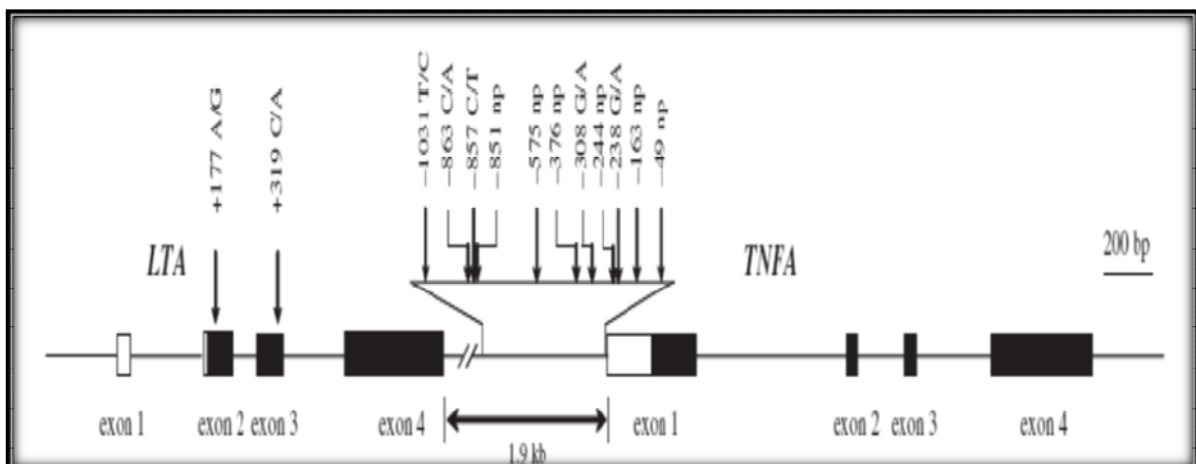 +177 A/G
+319 C/A
−1031 T/C
−863 C/A
−857 C/T
−851 np
−575 np
−376 np
−308 G/A
−244 np
−238 G/A
−163 np
−49 np
LTA
TNFA
200 bp
exon 1
exon 2
exon 3
exon 4
exon 1
exon 2
exon 3
exon 4
1.9 kb